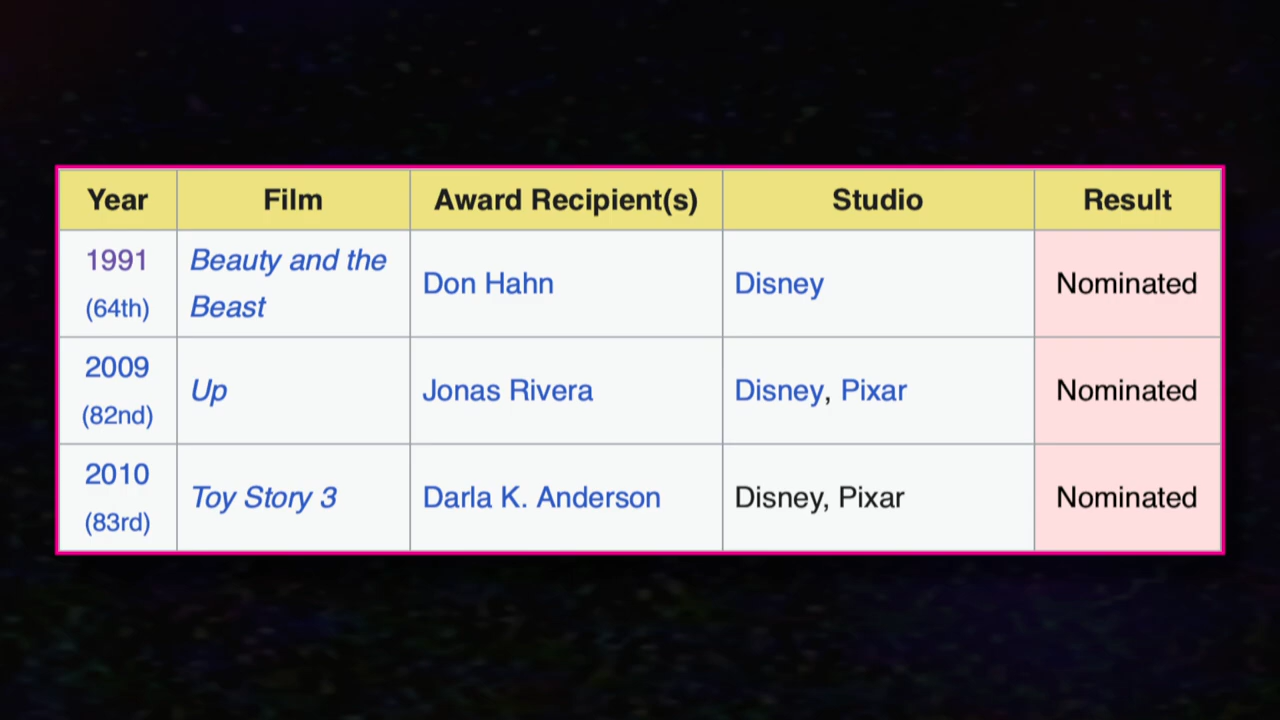 Year Film Award Recipient(s) Studio Result
1991 (64th) Beauty and the Beast Don Hahn Disney Nominated
2009 (82nd) Up Jonas Rivera Disney, Pixar Nominated
2010 (83rd) Toy Story 3 Darla K. Anderson Disney, Pixar Nominated